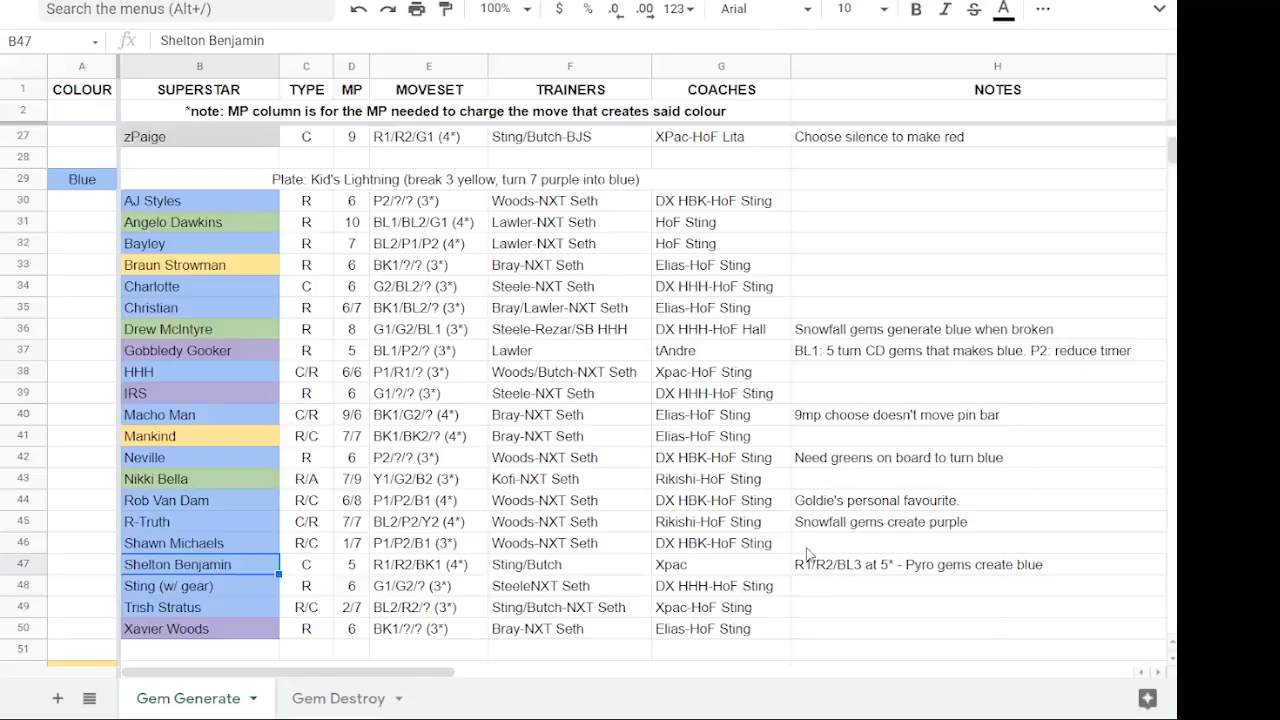 Search the menus (Alt+/)
100% $ % .0 .00 123 Arial 10 B I S A
B47 fx Shelton Benjamin
A B C D E F G H
1 COLOUR SUPERSTAR TYPE MP MOVESET TRAINERS COACHES NOTES
2 *note: MP column is for the MP needed to charge the move that creates said colour
27 zPaige C 9 R1/R2/G1 (4*) Sting/Butch-BJS XPac-HoF Lita Choose silence to make red
28
29 Blue Plate: Kid's Lightning (break 3 yellow, turn 7 purple into blue)
30 AJ Styles R 6 P2/?/? (3*) Woods-NXT Seth DX HBK-HoF Sting
31 Angelo Dawkins R 10 BL1/BL2/G1 (4*) Lawler-NXT Seth HoF Sting
32 Bayley R 7 BL2/P1/P2 (4*) Lawler-NXT Seth HoF Sting
33 Braun Strowman R 6 BK1/?/? (3*) Bray-NXT Seth Elias-HoF Sting
34 Charlotte C 6 G2/BL2/? (3*) Steele-NXT Seth DX HHH-HoF Sting
35 Christian R 6/7 BK1/BL2/? (3*) Bray/Lawler-NXT Seth Elias-HoF Sting
36 Drew McIntyre R 8 G1/G2/BL1 (3*) Steele-Rezar/SB HHH DX HHH-HoF Hall Snowfall gems generate blue when broken
37 Gobbledy Gooker R 5 BL1/P2/? (3*) Lawler tAndre BL1: 5 turn CD gems that makes blue. P2: reduce timer
38 HHH C/R 6/6 P1/R1/? (3*) Woods/Butch-NXT Seth Xpac-HoF Sting
39 IRS R 6 G1/?/? (3*) Steele-NXT Seth DX HHH-HoF Sting
40 Macho Man C/R 9/6 BK1/G2/? (4*) Bray-NXT Seth Elias-HoF Sting 9mp choose doesn't move pin bar
41 Mankind R/C 7/7 BK1/BK2/? (4*) Bray-NXT Seth Elias-HoF Sting
42 Neville R 6 P2/?/? (3*) Woods-NXT Seth DX HBK-HoF Sting Need greens on board to turn blue
43 Nikki Bella R/A 7/9 Y1/G2/B2 (3*) Kofi-NXT Seth Rikishi-HoF Sting
44 Rob Van Dam R/C 6/8 P1/P2/B1 (4*) Woods-NXT Seth DX HBK-HoF Sting Goldie's personal favourite.
45 R-Truth C/R 7/7 BL2/P2/Y2 (4*) Woods-NXT Seth Rikishi-HoF Sting Snowfall gems create purple
46 Shawn Michaels R/C 1/7 P1/P2/B1 (3*) Woods-NXT Seth DX HBK-HoF Sting
47 Shelton Benjamin C 5 R1/R2/BK1 (4*) Sting/Butch Xpac R1/R2/BL3 at 5* - Pyro gems create blue
48 Sting (w/ gear) R 6 G1/G2/? (3*) SteeleNXT Seth DX HHH-HoF Sting
49 Trish Stratus R/C 2/7 BL2/R2/? (3*) Sting/Butch-NXT Seth Xpac-HoF Sting
50 Xavier Woods R 6 BK1/?/? (3*) Bray-NXT Seth Elias-HoF Sting
51
Gem Generate Gem Destroy